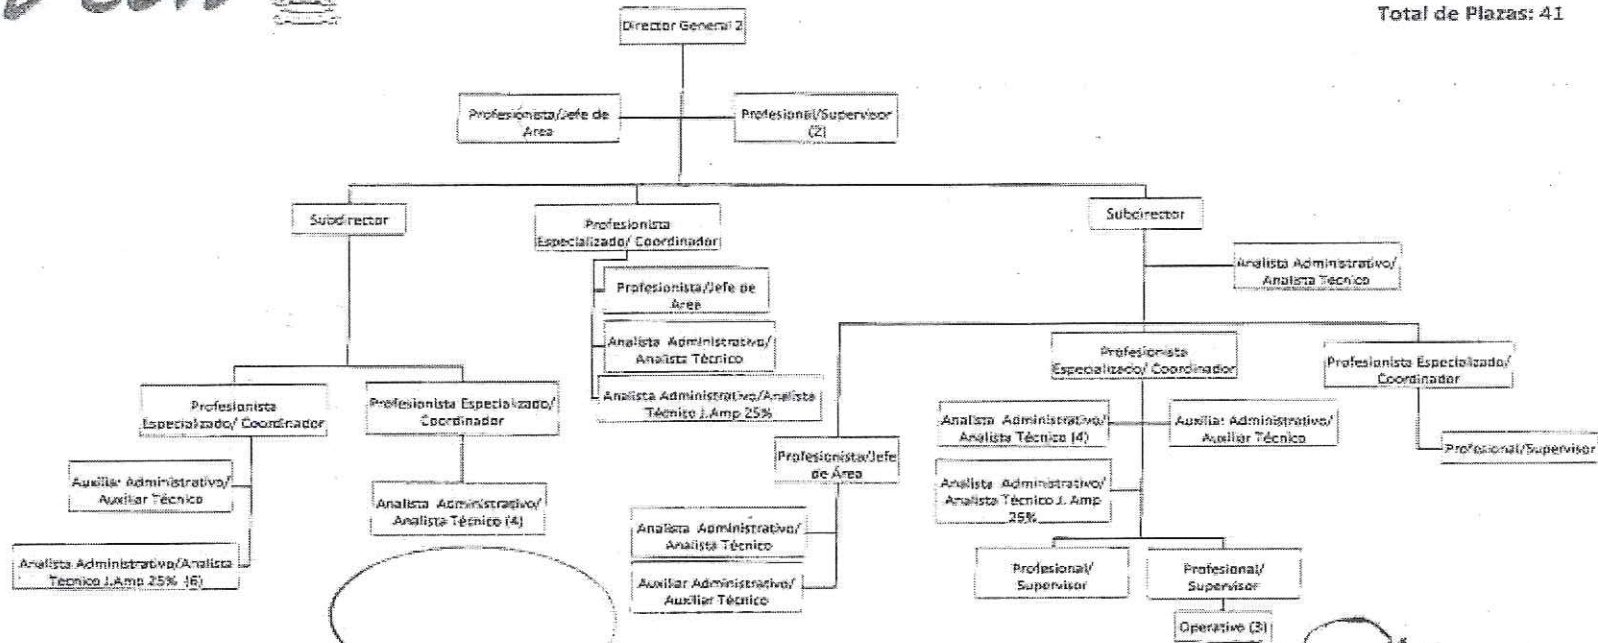 Total de Plazas: 41
Director General 2
Profesionista/Jefe de
Área
Profesional/Supervisor
(2)
Subdirector
Profesionista
Especializado/ Coordinador
Subdirector
Analista Administrativo/
Analista Técnico
Profesionista/Jefe de
Área
Analista Administrativo/
Analista Técnico
Analista Administrativo/Analista
Técnico J.Amp 25%
Profesionista
Especializado/ Coordinador
Profesionista Especializado/
Coordinador
Auxiliar Administrativo/
Auxiliar Técnico
Analista Administrativo/Analista
Técnico J.Amp 25% (6)
Analista Administrativo/
Analista Técnico (4)
Profesionista/Jefe
de Área
Analista Administrativo/
Analista Técnico
Auxiliar Administrativo/
Auxiliar Técnico
Profesionista
Especializado/ Coordinador
Analista Administrativo/
Analista Técnico (4)
Auxiliar Administrativo/
Auxiliar Técnico
Analista Administrativo/
Analista Técnico J. Amp
25%
Profesional/
Supervisor
Profesional/
Supervisor
Operativo (3)
Profesionista Especializado/
Coordinador
Profesional/Supervisor